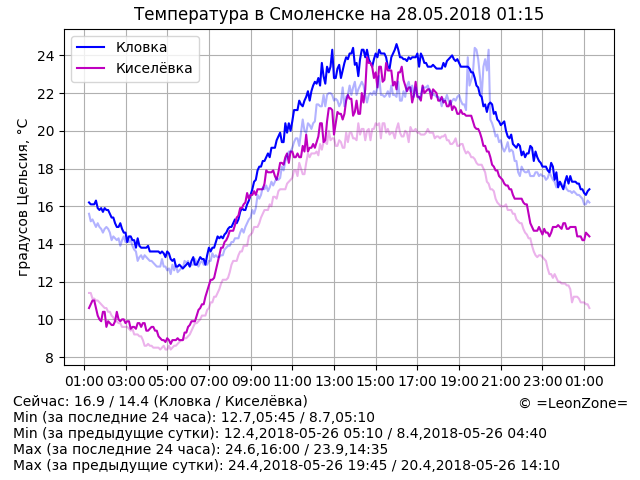 Температура в Смоленске на 28.05.2018 01:15
Кловка
Киселёвка
градусов Цельсия, °C
24
22
20
18
16
14
12
10
8
01:00 03:00 05:00 07:00 09:00 11:00 13:00 15:00 17:00 19:00 21:00 23:00 01:00
Сейчас: 16.9 / 14.4 (Кловка / Киселёвка)
© =LeonZone=
Min (за последние 24 часа): 12.7,05:45 / 8.7,05:10
Min (за предыдущие сутки): 12.4,2018-05-26 05:10 / 8.4,2018-05-26 04:40
Max (за последние 24 часа): 24.6,16:00 / 23.9,14:35
Max (за предыдущие сутки): 24.4,2018-05-26 19:45 / 20.4,2018-05-26 14:10